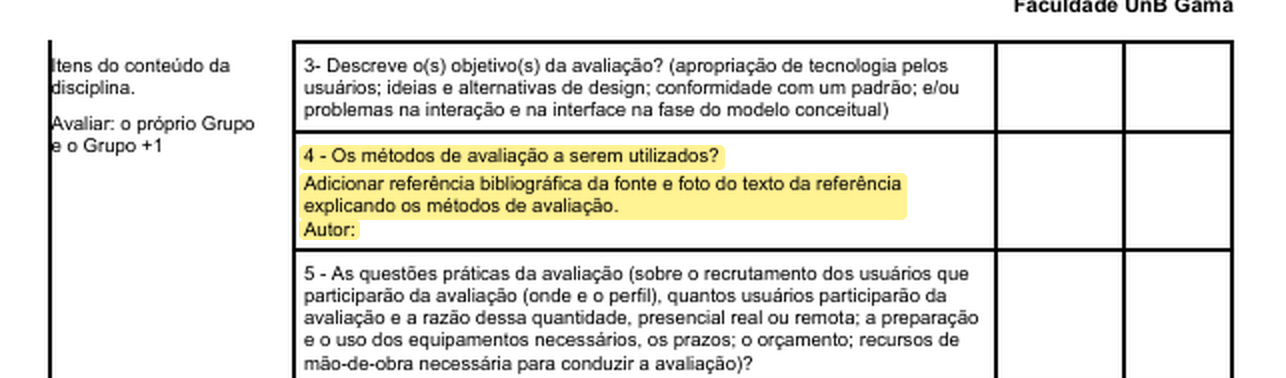 Faculdade UnB Gama
Itens do conteúdo da
disciplina.
Avaliar: o próprio Grupo
e o Grupo +1
3- Descreve o(s) objetivo(s) da avaliação? (apropriação de tecnologia pelos
usuários; ideias e alternativas de design; conformidade com um padrão; e/ou
problemas na interação e na interface na fase do modelo conceitual)
4 - Os métodos de avaliação a serem utilizados?
Adicionar referência bibliográfica da fonte e foto do texto da referência
explicando os métodos de avaliação.
Autor:
5 - As questões práticas da avaliação (sobre o recrutamento dos usuários que
participarão da avaliação (onde e o perfil), quantos usuários participarão da
avaliação e a razão dessa quantidade, presencial real ou remota; a preparação
e o uso dos equipamentos necessários, os prazos; o orçamento; recursos de
mão-de-obra necessária para conduzir a avaliação)?